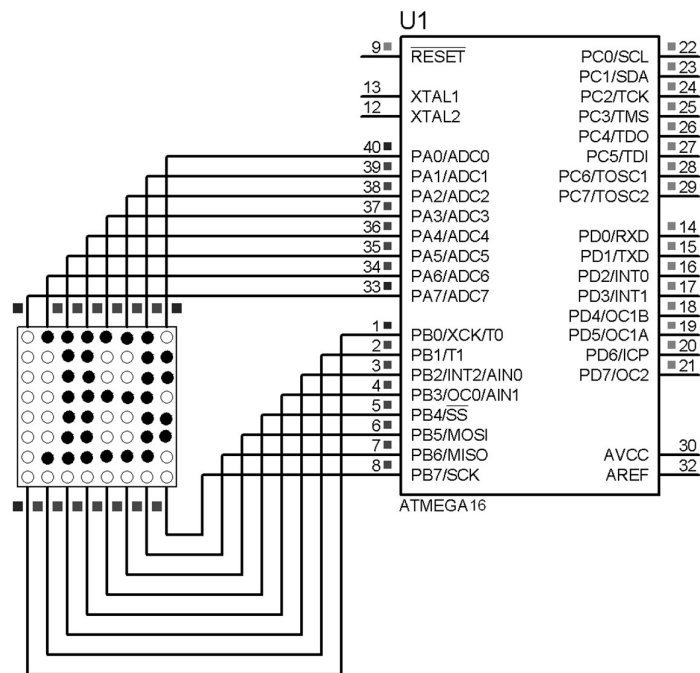 U1
9 RESET PC0/SCL 22
PC1/SDA 23
13 XTAL1 PC2/TCK 24
12 XTAL2 PC3/TMS 25
PC4/TDO 26
40 PA0/ADC0 PC5/TDI 27
39 PA1/ADC1 PC6/TOSC1 28
38 PA2/ADC2 PC7/TOSC2 29
37 PA3/ADC3
36 PA4/ADC4 PD0/RXD 14
35 PA5/ADC5 PD1/TXD 15
34 PA6/ADC6 PD2/INT0 16
33 PA7/ADC7 PD3/INT1 17
PD4/OC1B 18
1 PB0/XCK/T0 PD5/OC1A 19
2 PB1/T1 PD6/ICP 20
3 PB2/INT2/AIN0 PD7/OC2 21
4 PB3/OC0/AIN1
5 PB4/SS
6 PB5/MOSI
7 PB6/MISO AVCC 30
8 PB7/SCK AREF 32
ATMEGA16